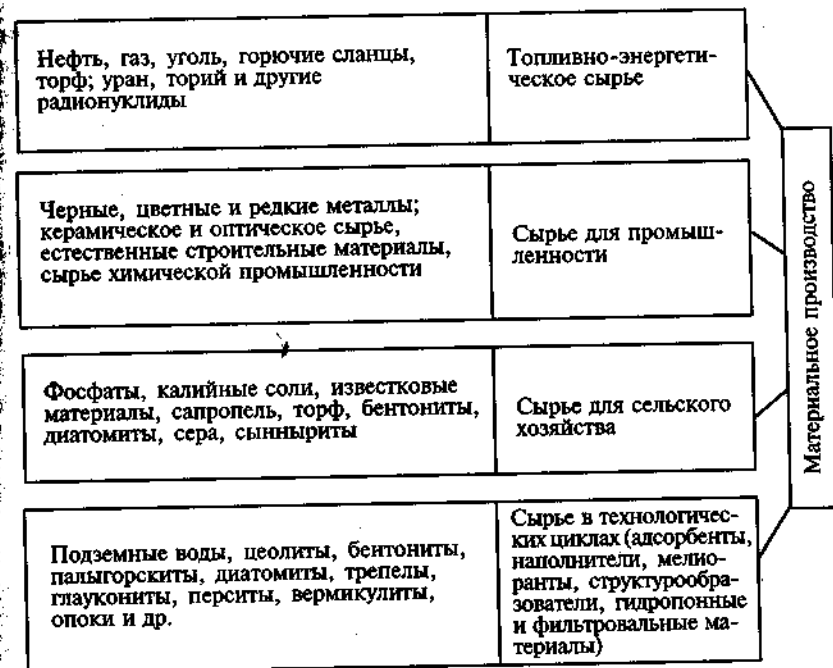 Нефть, газ, уголь, горючие сланцы,
торф; уран, торий и другие
радионуклиды
Топливно-энергети-
ческое сырье
Черные, цветные и редкие металлы;
керамическое и оптическое сырье,
естественные строительные материалы,
сырье химической промышленности
Сырье для промыш-
ленности
Фосфаты, калийные соли, известковые
материалы, сапропель, торф, бентониты,
диатомиты, сера, сынныриты
Сырье для сельского
хозяйства
Подземные воды, цеолиты, бентониты,
палыгорскиты, диатомиты, трепелы,
глаукониты, перситы, вермикулиты,
опоки и др.
Сырье в технологичес-
ких циклах (адсорбенты,
наполнители, мелио-
ранты, структурообра-
зователи, гидропонные
и фильтровальные ма-
териалы)
Материальное производство